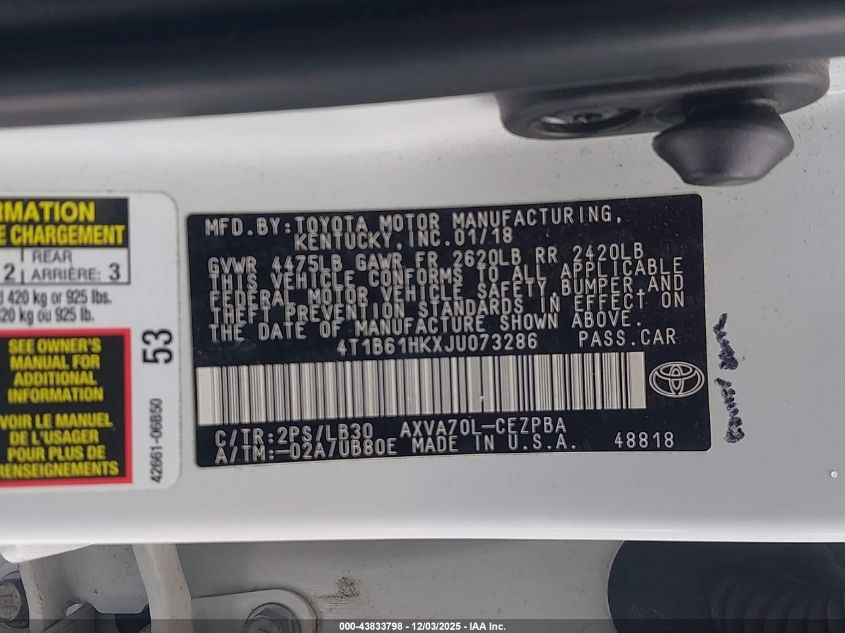 RMATION
E CHARGEMENT
REAR
2 ARRIÈRE: 3
d 420 kg or 925 lbs.
420 kg ou 925 lb.
SEE OWNER'S
MANUAL FOR
ADDITIONAL
INFORMATION
VOIR LE MANUEL
DE L'USAGER
POUR PLUS DE
RENSEIGNEMENTS
53
42661-06B50
MFD.BY:TOYOTA MOTOR MANUFACTURING,
KENTUCKY,INC.01/18
GVWR 4475LB GAWR FR 2620LB RR 2420LB
THIS VEHICLE CONFORMS TO ALL APPLICABLE
FEDERAL MOTOR VEHICLE SAFETY,BUMPER,AND
THEFT PREVENTION STANDARDS IN EFFECT ON
THE DATE OF MANUFACTURE SHOWN ABOVE.
4T1B61HKXJU073286 PASS.CAR
C/TR:2PS/LB30 AXVA70L-CEZPBA
A/TM:-02A/UB80E MADE IN U.S.A. 48818
000-43833798 - 12/03/2025 - IAA Inc.